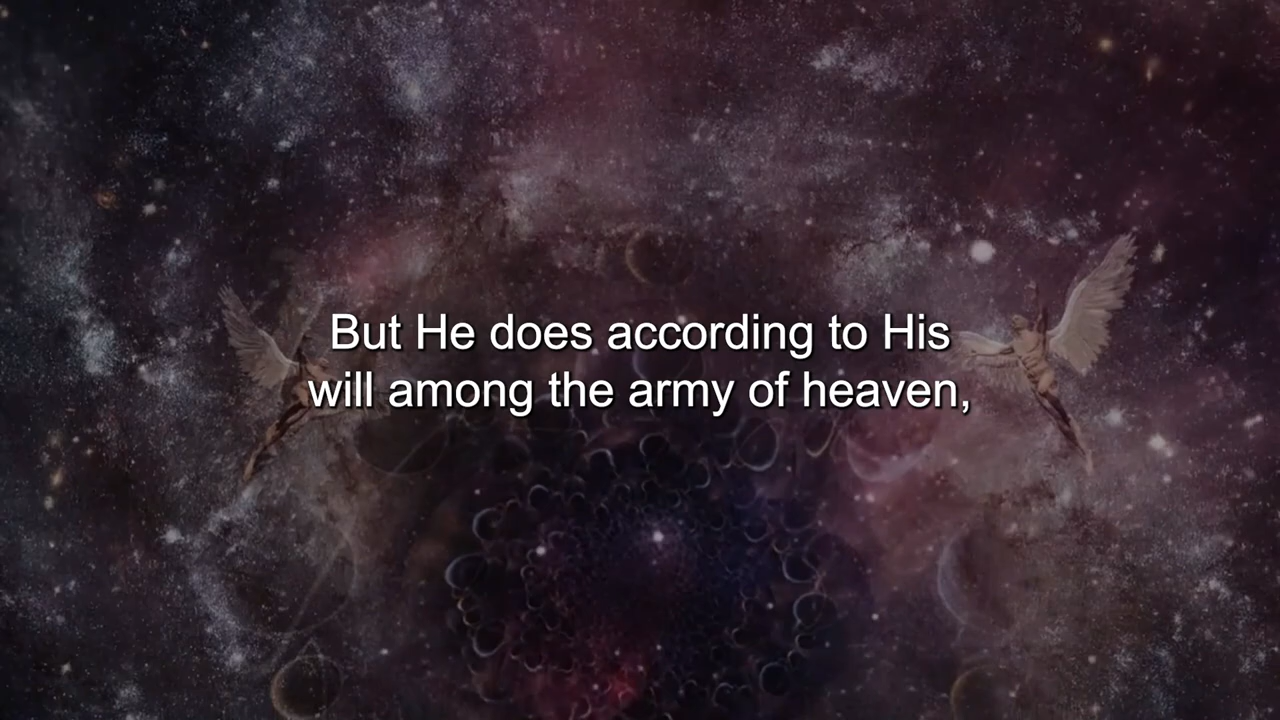 But He does according to His
will among the army of heaven,